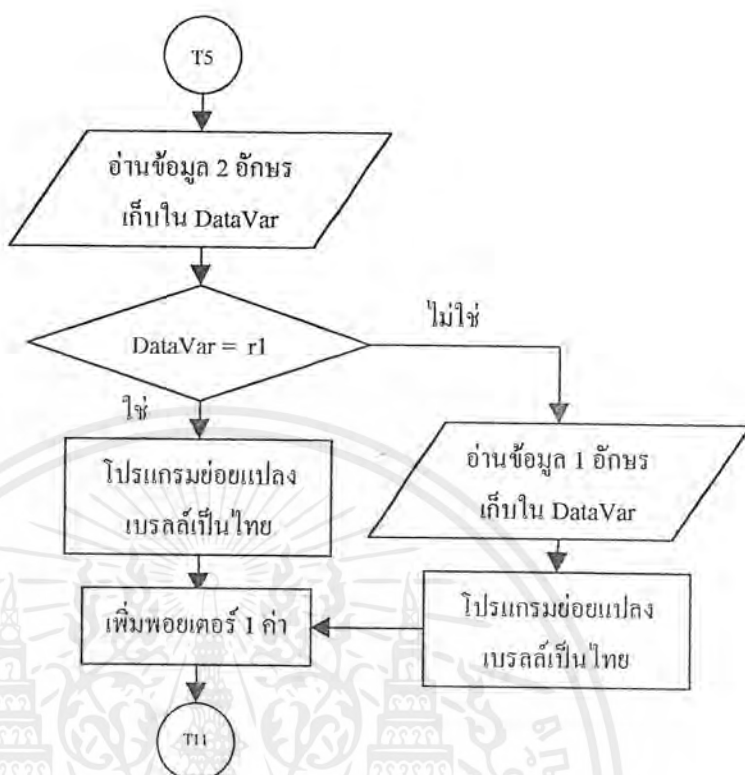 T5
อ่านข้อมูล 2 อักษร
เก็บใน DataVar
DataVar = r1
ไม่ใช่
ใช่
โปรแกรมย่อยแปลง
เบรลล์เป็นไทย
อ่านข้อมูล 1 อักษร
เก็บใน DataVar
โปรแกรมย่อยแปลง
เบรลล์เป็นไทย
เพิ่มพอยเตอร์ 1 ค่า
T11